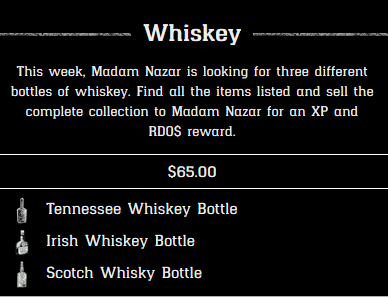 Whiskey
This week, Madam Nazar is looking for three different
bottles of whiskey. Find all the items listed and sell the
complete collection to Madam Nazar for an XP and
RDO$ reward.
$65.00
Tennessee Whiskey Bottle
Irish Whiskey Bottle
Scotch Whisky Bottle